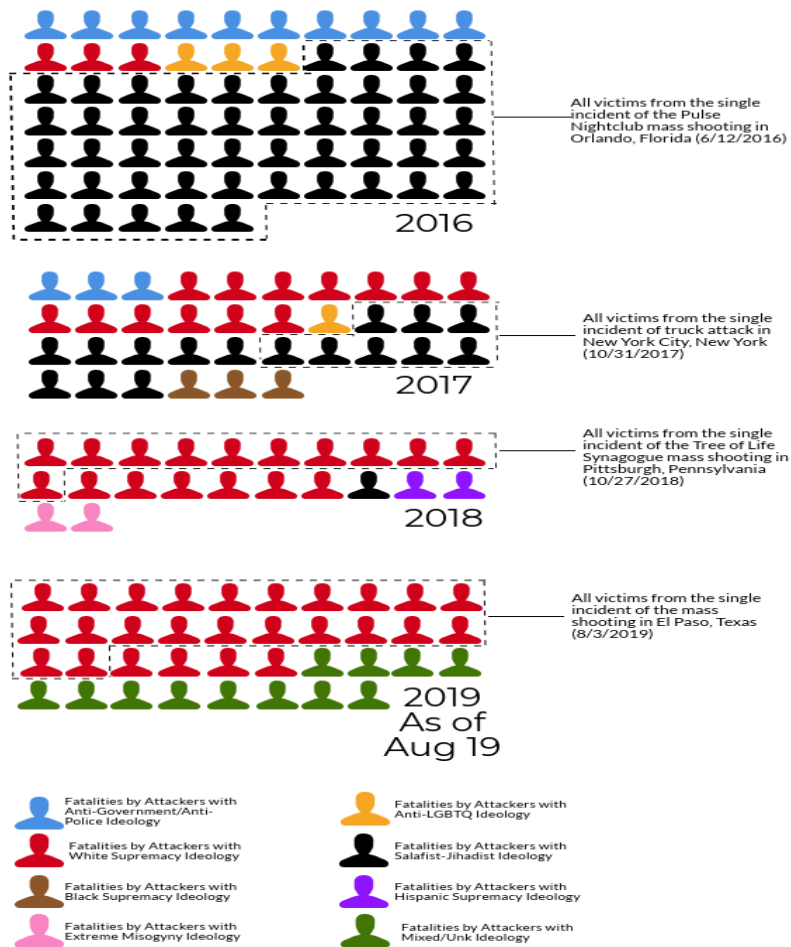 All victims from the single
incident of the Pulse
Nightclub mass shooting in
Orlando, Florida (6/12/2016)
2016
All victims from the single
incident of truck attack in
New York City, New York
(10/31/2017)
2017
All victims from the single
incident of the Tree of Life
Synagogue mass shooting in
Pittsburgh, Pennsylvania
(10/27/2018)
2018
All victims from the single
incident of the mass
shooting in El Paso, Texas
(8/3/2019)
2019
As of
Aug 19
Fatalities by Attackers with
Anti-Government/Anti-
Police Ideology
Fatalities by Attackers with
Anti-LGBTQ Ideology
Fatalities by Attackers with
White Supremacy Ideology
Fatalities by Attackers with
Salafist-Jihadist Ideology
Fatalities by Attackers with
Black Supremacy Ideology
Fatalities by Attackers with
Hispanic Supremacy Ideology
Fatalities by Attackers with
Extreme Misogyny Ideology
Fatalities by Attackers with
Mixed/Unk Ideology